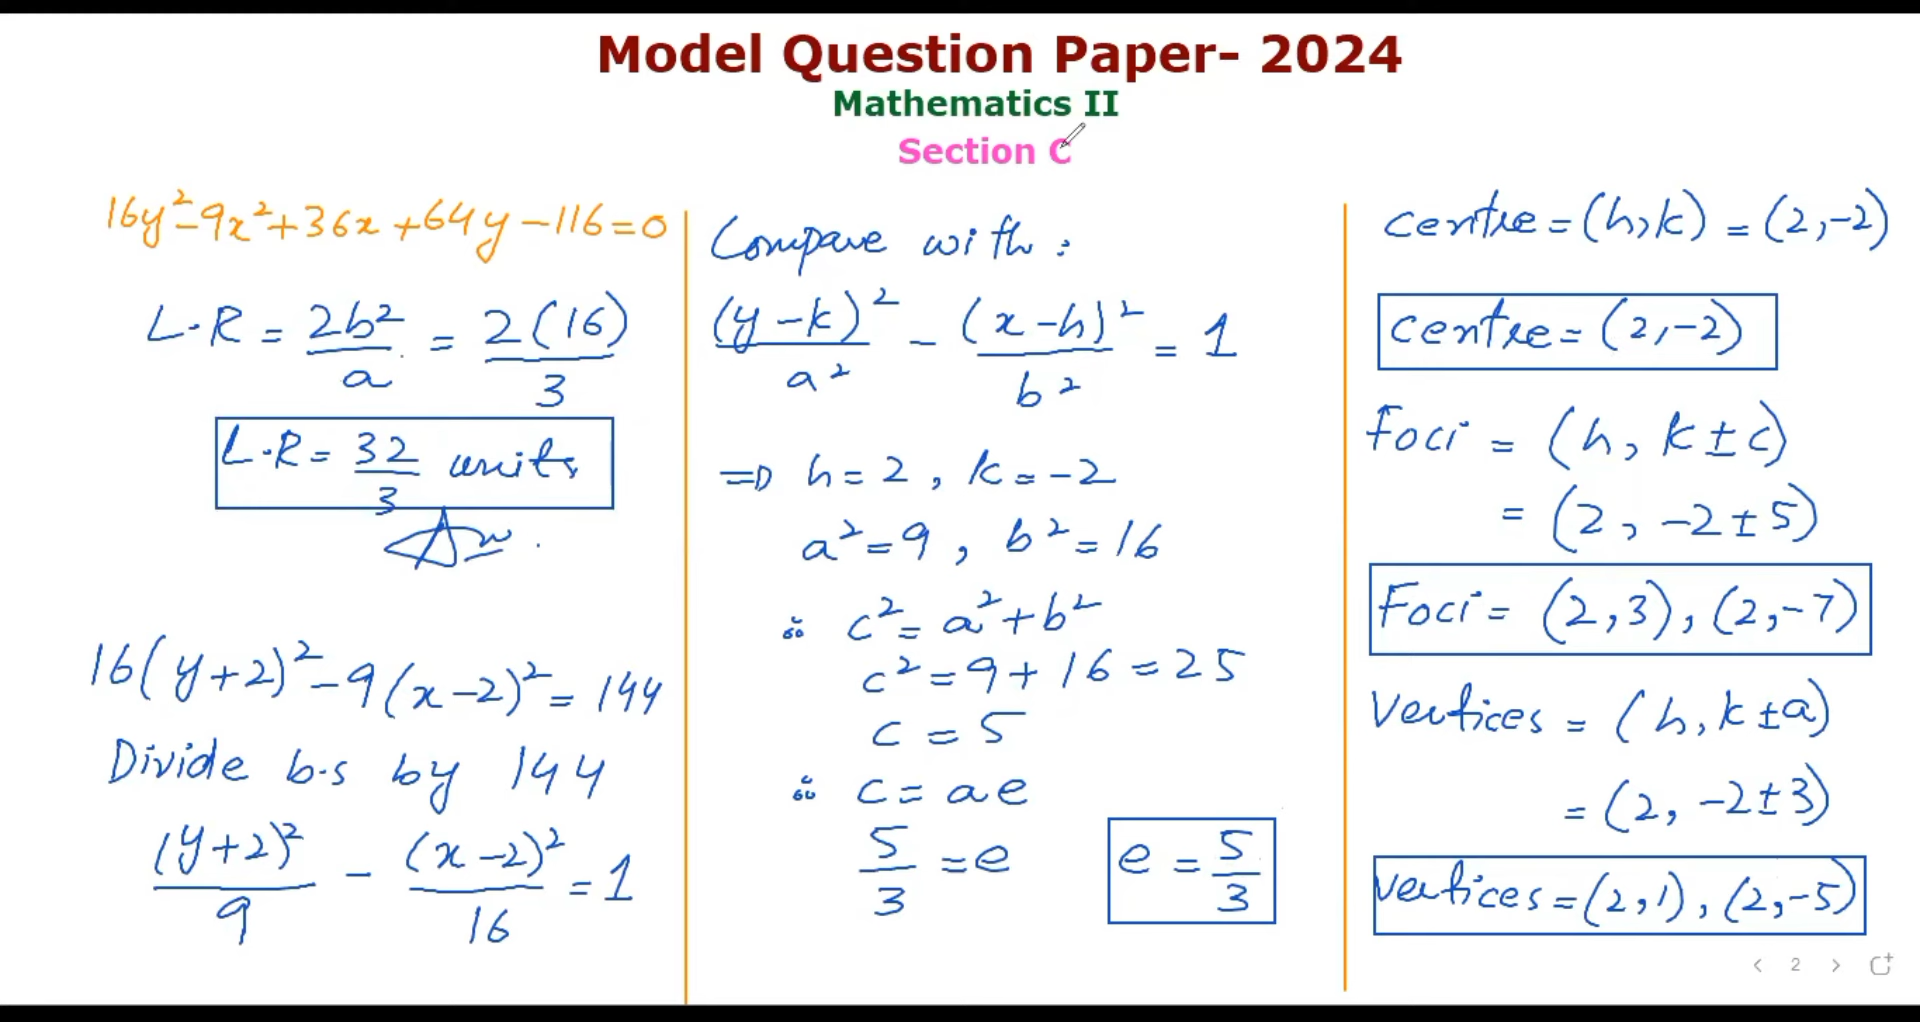 Model Question Paper- 2024
Mathematics II
Section C
16y²-9x²+36x+64y-116=0
L.R = 2b²/a = 2(16)/3
L.R = 32/3 units
16(y+2)²-9(x-2)²=144
Divide b.s by 144
(y+2)²/9 - (x-2)²/16 = 1
Compare with:
(y-k)²/a² - (x-h)²/b² = 1
⇒ h=2, k=-2
a²=9, b²=16
∵ c²=a²+b²
c²=9+16=25
c=5
∵ c=ae
5/3=e
e=5/3
centre=(h,k)=(2,-2)
centre=(2,-2)
Foci = (h, k±c)
= (2, -2±5)
Foci= (2,3), (2,-7)
Vertices = (h, k±a)
= (2, -2±3)
Vertices=(2,1), (2,-5)
< 2 >